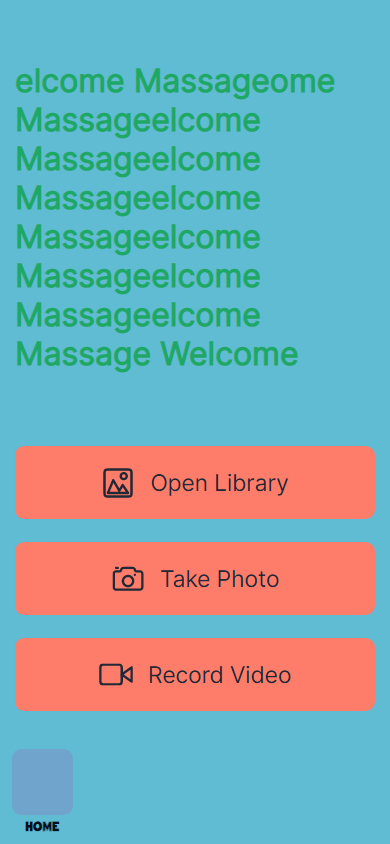 elcome Massageome
Massageelcome
Massageelcome
Massageelcome
Massageelcome
Massageelcome
Massageelcome
Massage Welcome
Open Library
Take Photo
Record Video
HOME